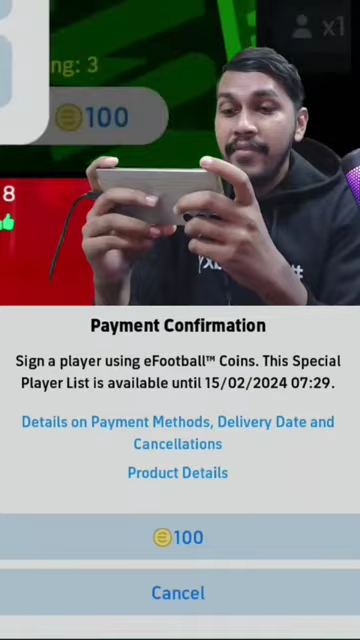 x1
ng: 3
100
8
Payment Confirmation
Sign a player using eFootball™ Coins. This Special
Player List is available until 15/02/2024 07:29.
Details on Payment Methods, Delivery Date and
Cancellations
Product Details
100
Cancel